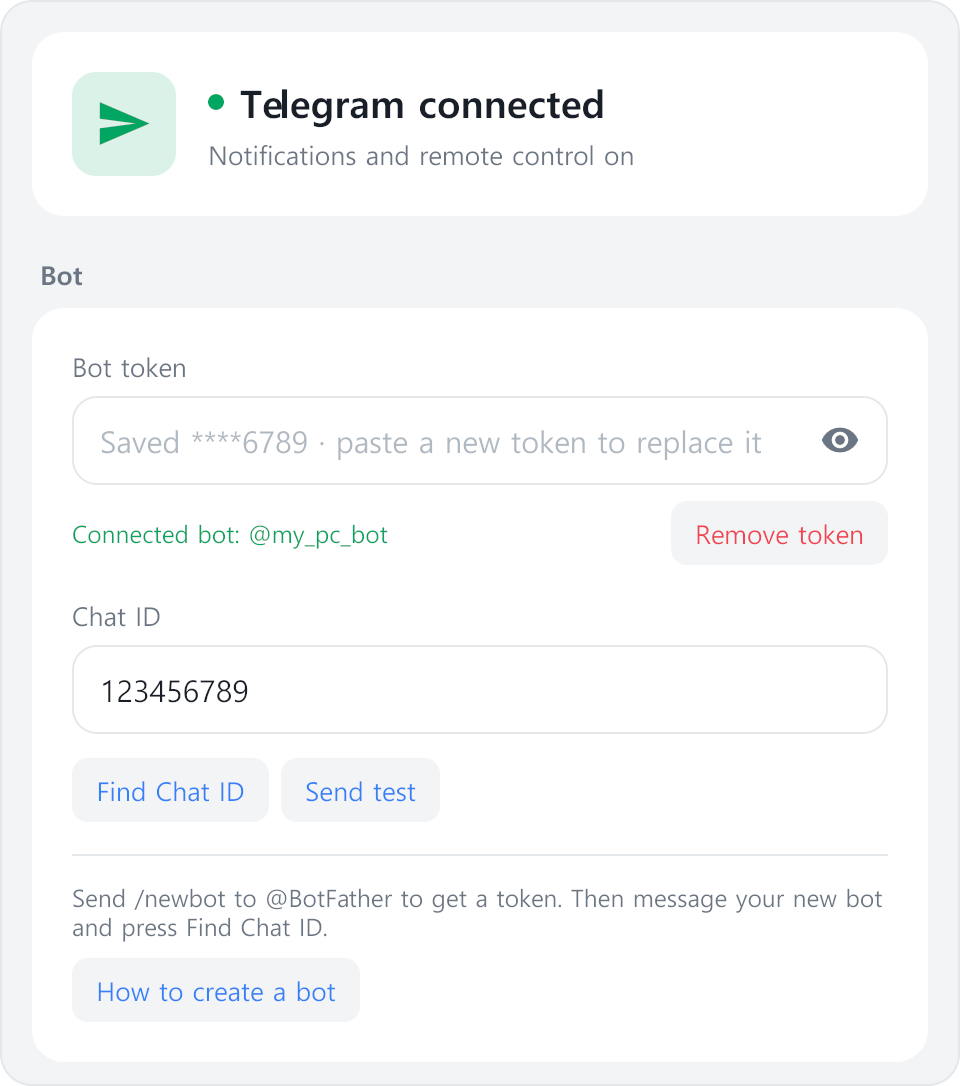 Telegram connected
Notifications and remote control on
Bot
Bot token
Saved ****6789 · paste a new token to replace it
Connected bot: @my_pc_bot
Remove token
Chat ID
123456789
Find Chat ID
Send test
Send /newbot to @BotFather to get a token. Then message your new bot
and press Find Chat ID.
How to create a bot